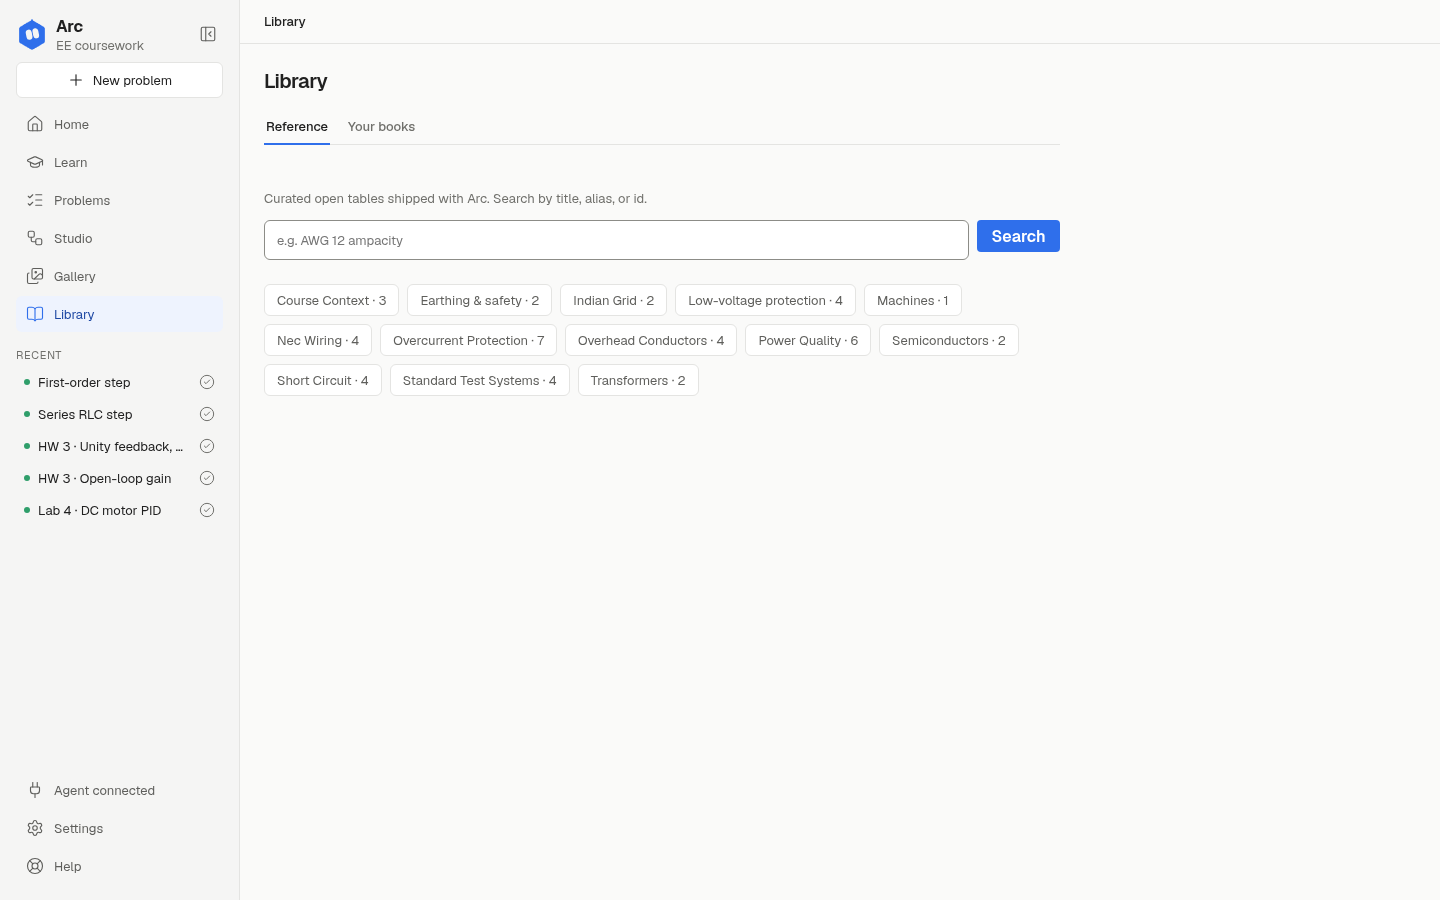 Arc
EE coursework
New problem
Home
Learn
Problems
Studio
Gallery
Library
RECENT
First-order step
Series RLC step
HW 3 · Unity feedback, ...
HW 3 · Open-loop gain
Lab 4 · DC motor PID
Agent connected
Settings
Help
Library
Library
Reference Your books
Curated open tables shipped with Arc. Search by title, alias, or id.
e.g. AWG 12 ampacity Search
Course Context · 3 Earthing & safety · 2 Indian Grid · 2 Low-voltage protection · 4 Machines · 1
Nec Wiring · 4 Overcurrent Protection · 7 Overhead Conductors · 4 Power Quality · 6 Semiconductors · 2
Short Circuit · 4 Standard Test Systems · 4 Transformers · 2